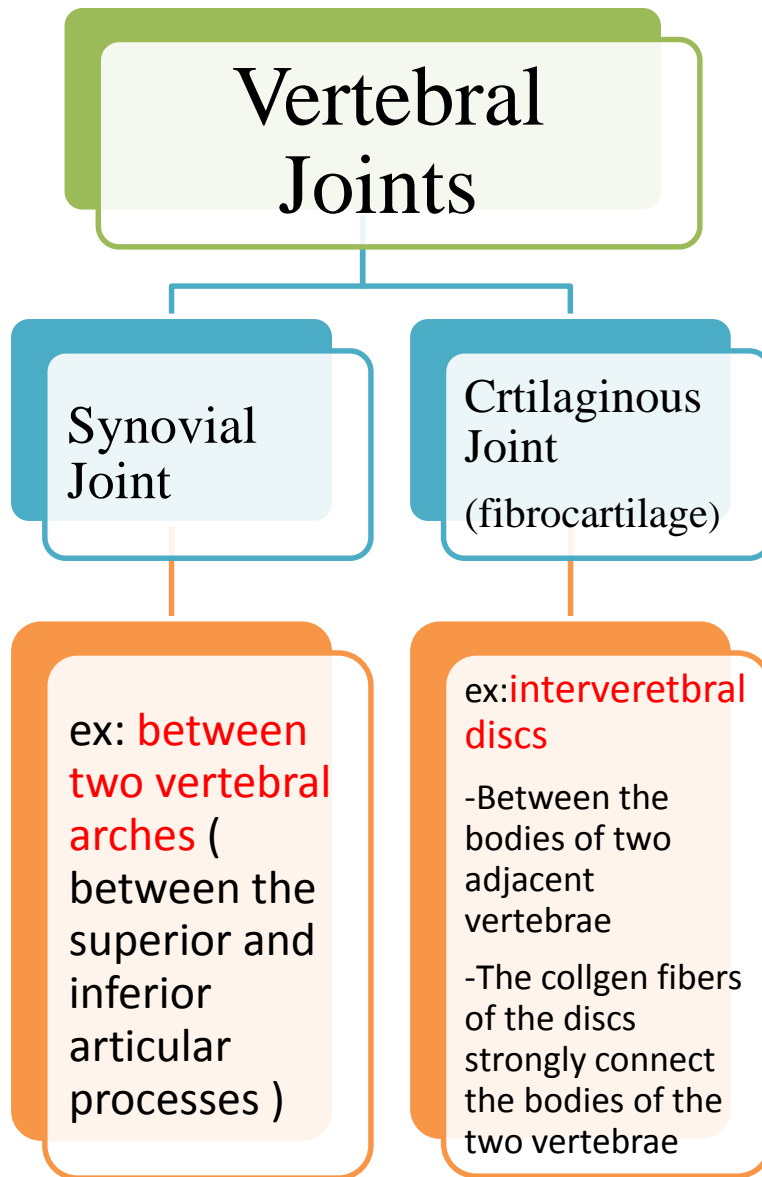 Vertebral
Joints
Synovial
Joint
Crtilaginous
Joint
(fibrocartilage)
ex: between
two vertebral
arches (
between the
superior and
inferior
articular
processes )
ex:interveretbral
discs
-Between the
bodies of two
adjacent
vertebrae
-The collgen fibers
of the discs
strongly connect
the bodies of the
two vertebrae